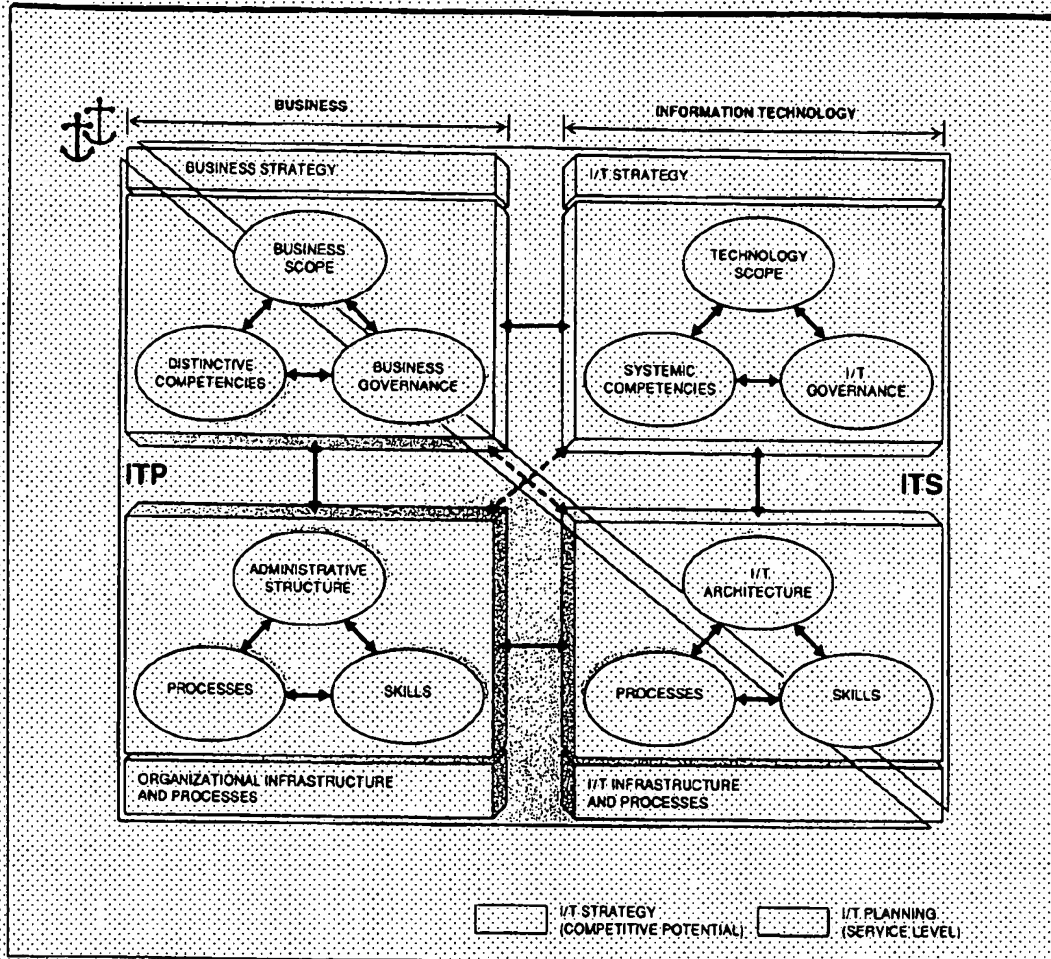 BUSINESS
INFORMATION TECHNOLOGY
BUSINESS STRATEGY
I/T STRATEGY
BUSINESS
SCOPE
TECHNOLOGY
SCOPE
DISTINCTIVE
COMPETENCIES
BUSINESS
GOVERNANCE
SYSTEMIC
COMPETENCIES
I/T
GOVERNANCE
ITP
ITS
ADMINISTRATIVE
STRUCTURE
I/T
ARCHITECTURE
PROCESSES
SKILLS
PROCESSES
SKILLS
ORGANIZATIONAL INFRASTRUCTURE
AND PROCESSES
I/T INFRASTRUCTURE
AND PROCESSES
I/T STRATEGY
(COMPETITIVE POTENTIAL)
I/T PLANNING
(SERVICE LEVEL)